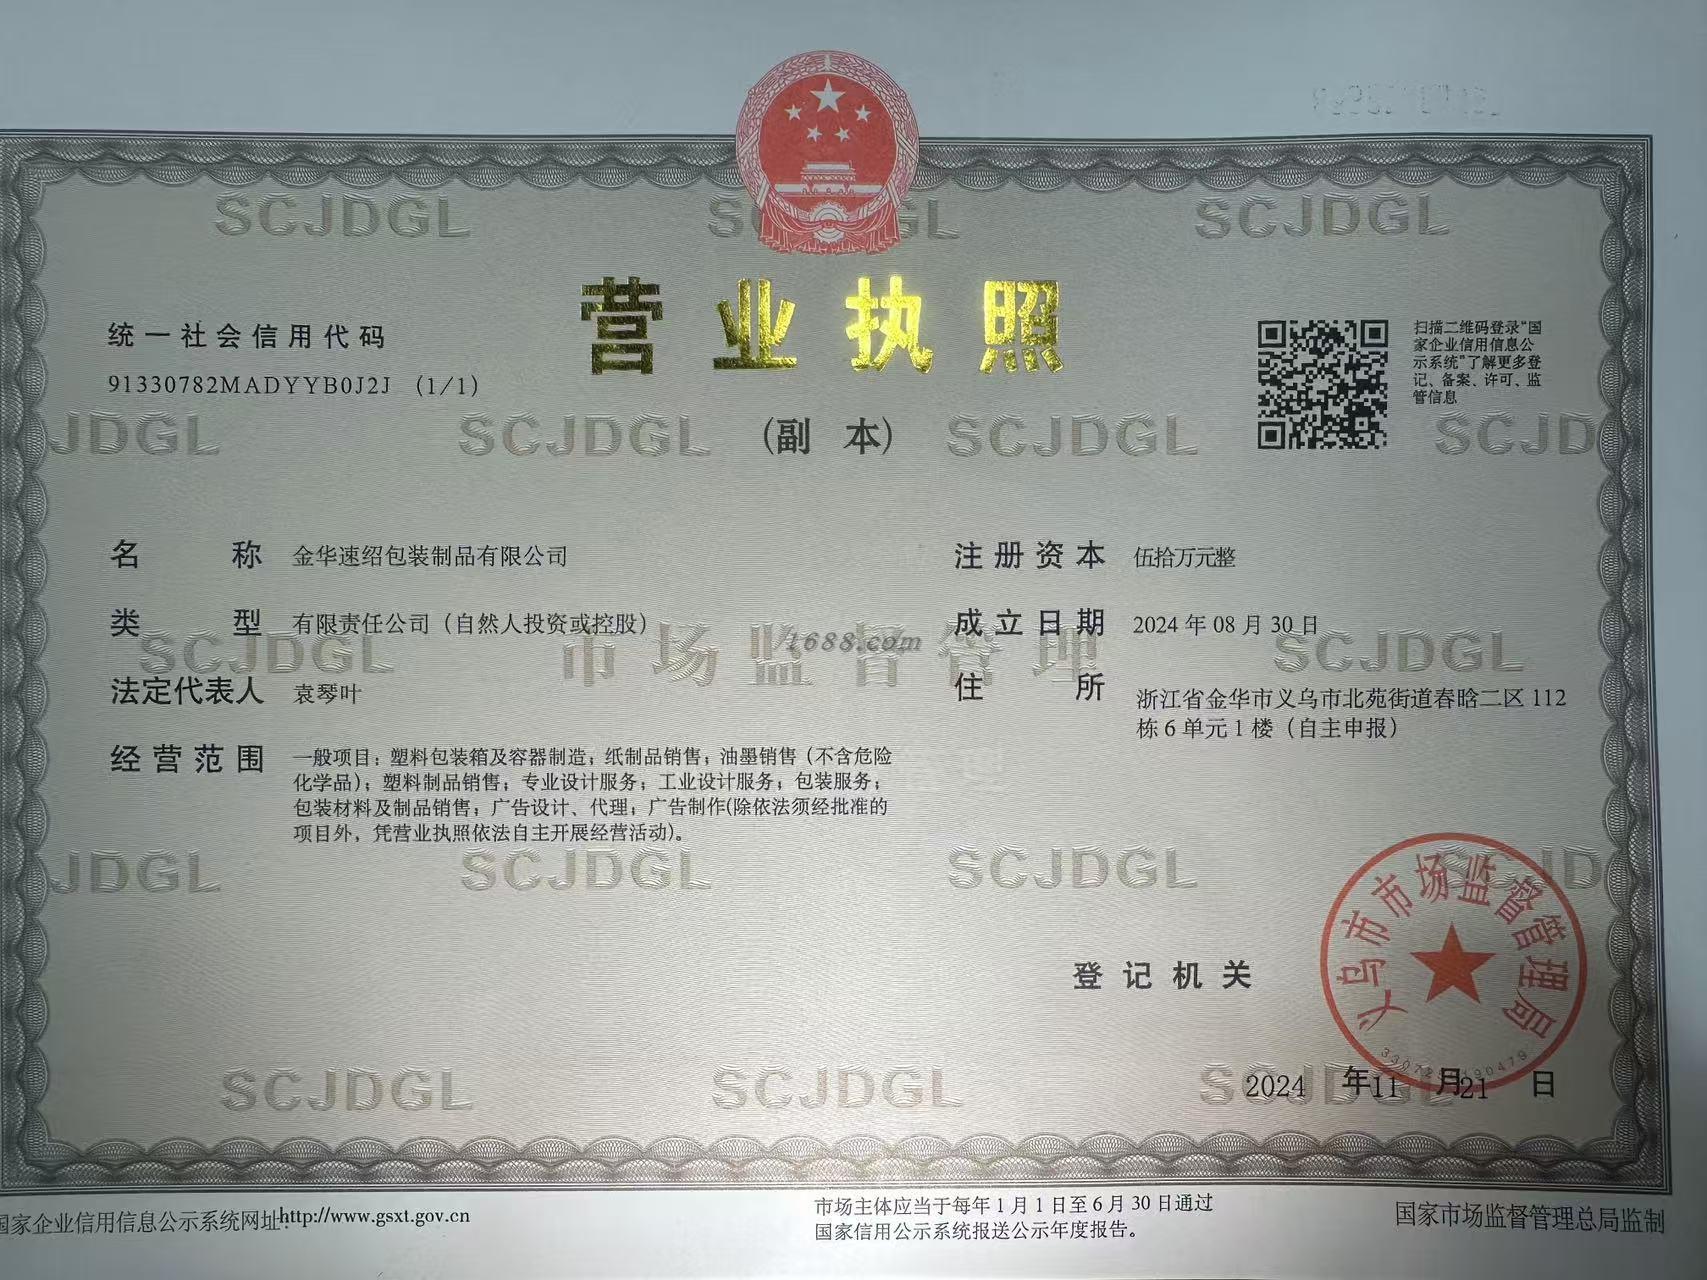 SCJDGL SCJDGL SCJDGL
营业执照
(副 本)
统一社会信用代码
91330782MADYYB0J2J (1/1)
扫描二维码登录“国
家企业信用信息公
示系统”了解更多登
记、备案、许可、监
管信息
JDGL SCJDGL SCJDGL SCJD
名 称 金华速绍包装制品有限公司
注册资本 伍拾万元整
类 型 有限责任公司（自然人投资或控股）
成立日期 2024 年 08 月 30 日
SCJDGL 市场监督管理 SCJDGL
1688.com
法定代表人 袁琴叶
住 所 浙江省金华市义乌市北苑街道春晗二区 112
栋 6 单元 1 楼（自主申报）
经营范围 一般项目：塑料包装箱及容器制造；纸制品销售；油墨销售（不含危险
化学品）；塑料制品销售；专业设计服务；工业设计服务；包装服务；
包装材料及制品销售；广告设计、代理；广告制作(除依法须经批准的
项目外，凭营业执照依法自主开展经营活动)。
JDGL SCJDGL SCJDGL SCJD
义乌市市场监督管理局
登记机关
SCJDGL SCJDGL SCJDGL
2024 年11 月21 日
国家企业信用信息公示系统网址:http://www.gsxt.gov.cn
市场主体应当于每年 1 月 1 日至 6 月 30 日通过
国家信用公示系统报送公示年度报告。
国家市场监督管理总局监制